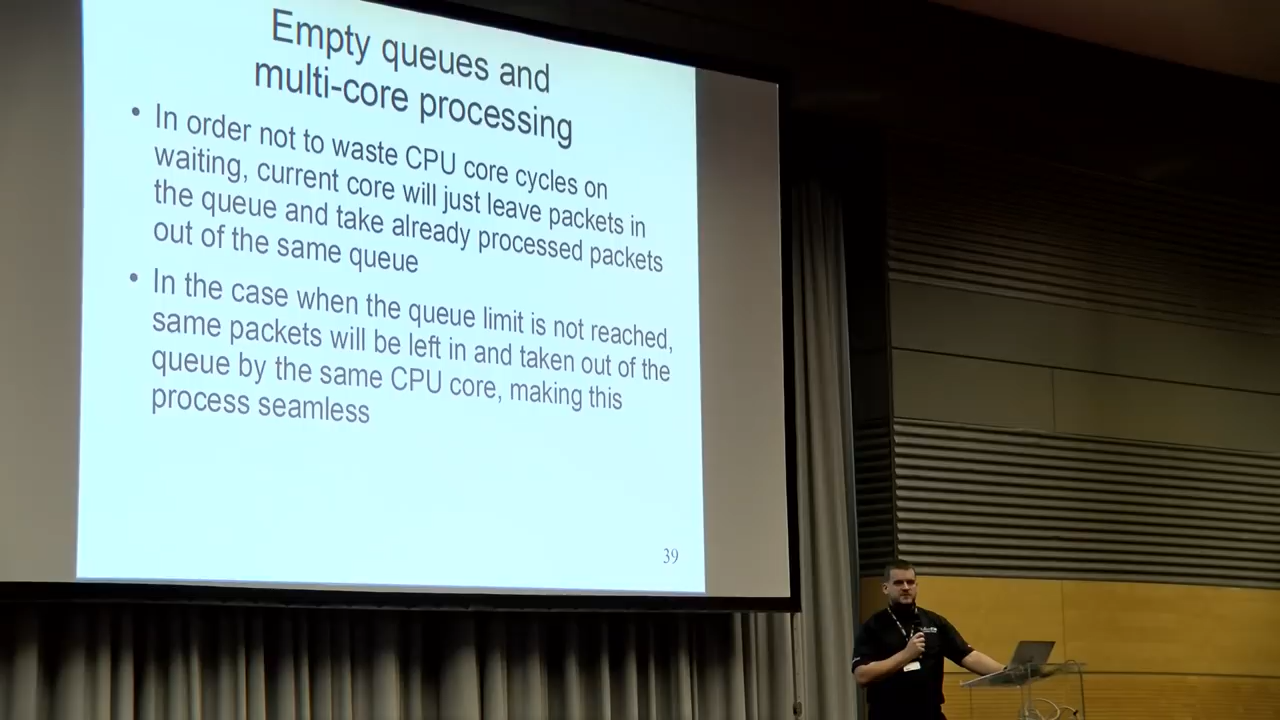 Empty queues and
multi-core processing
• In order not to waste CPU core cycles on
waiting, current core will just leave packets in
the queue and take already processed packets
out of the same queue
• In the case when the queue limit is not reached,
same packets will be left in and taken out of the
queue by the same CPU core, making this
process seamless
39